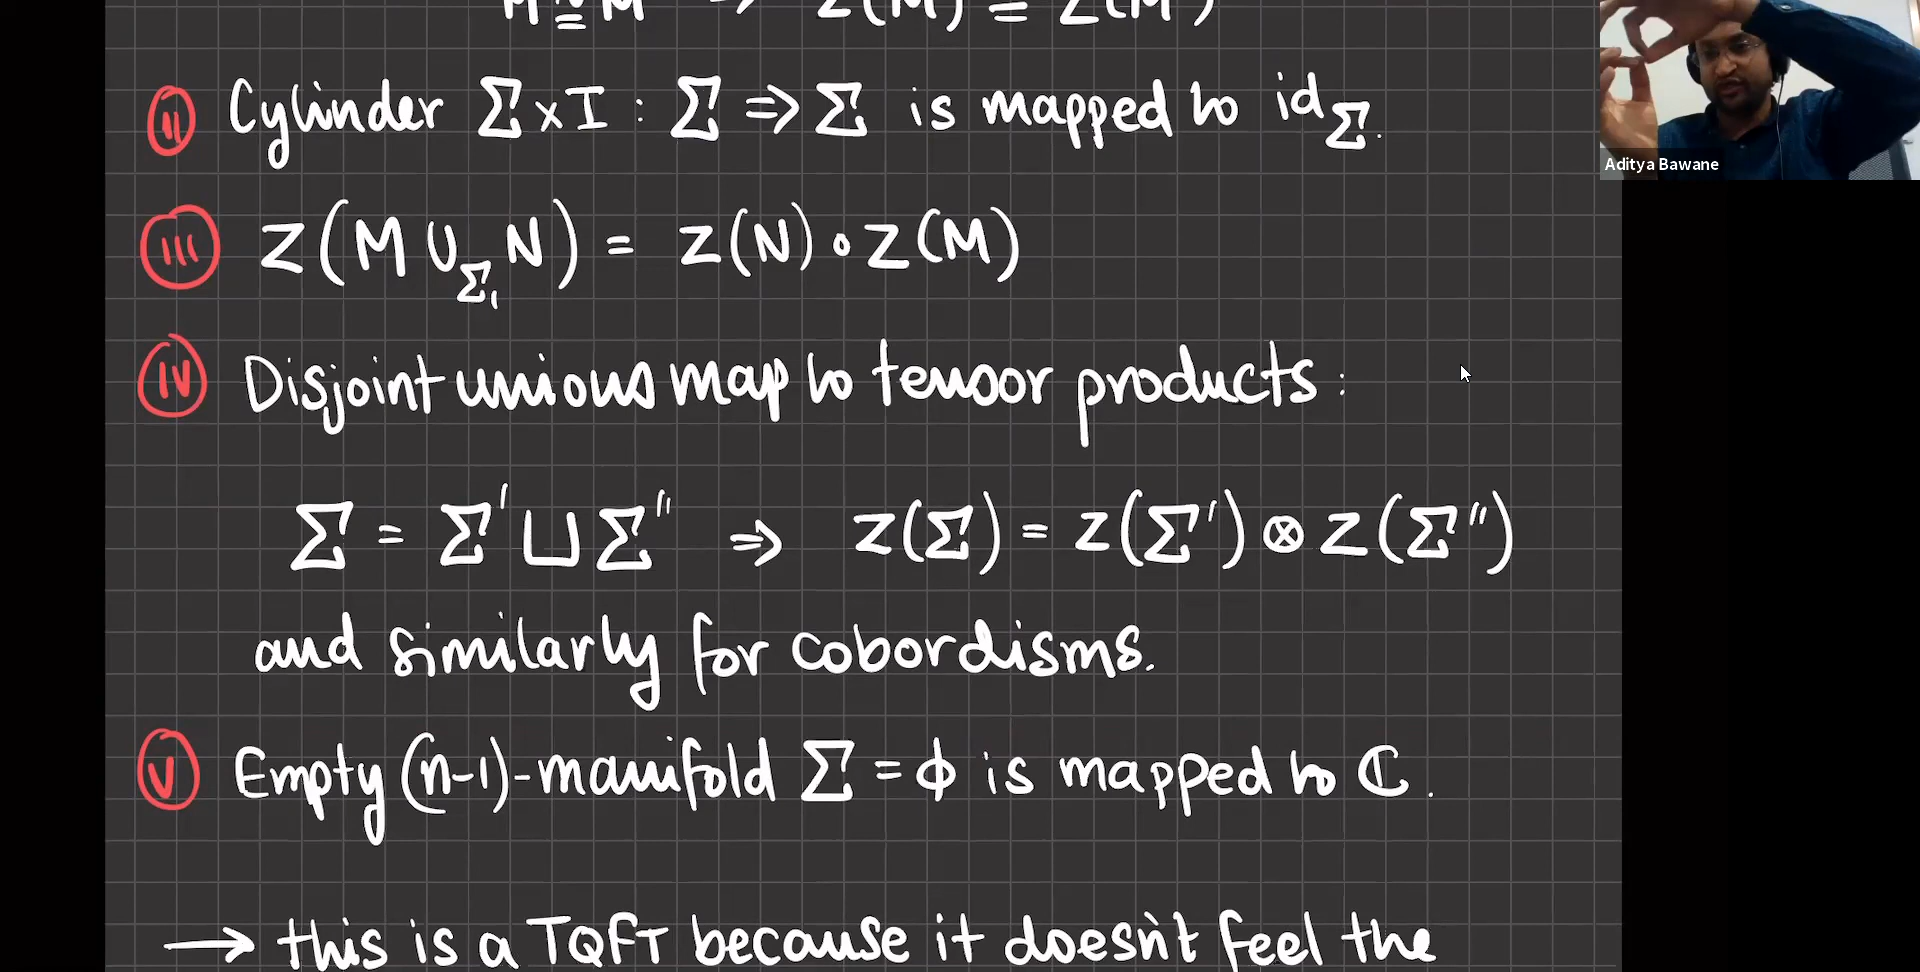 M ≅ M' => Z(M) = Z(M')
(ii) Cylinder Σ×I : Σ => Σ is mapped to id_Σ.
Aditya Bawane
(iii) Z(M ∪_Σ₁ N) = Z(N)∘Z(M)
(iv) Disjoint unions map to tensor products :
Σ = Σ' ⊔ Σ'' => Z(Σ) = Z(Σ') ⊗ Z(Σ'')
and similarly for cobordisms.
(v) Empty (n-1)-manifold Σ = ϕ is mapped to ℂ.
→ this is a TQFT because it doesn't feel the